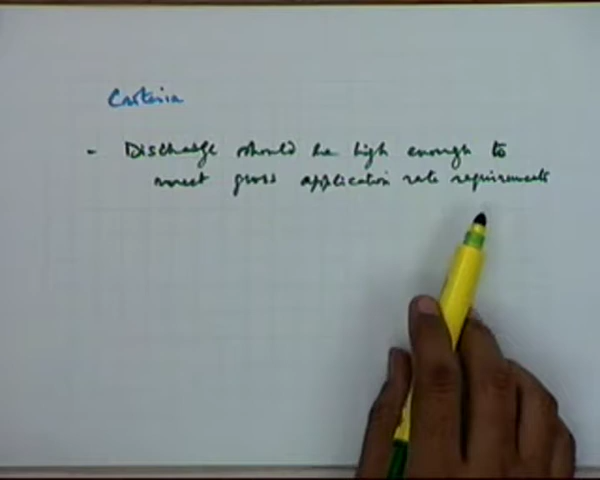 Criteria
- Discharge should be high enough to
meet gross application rate requirements